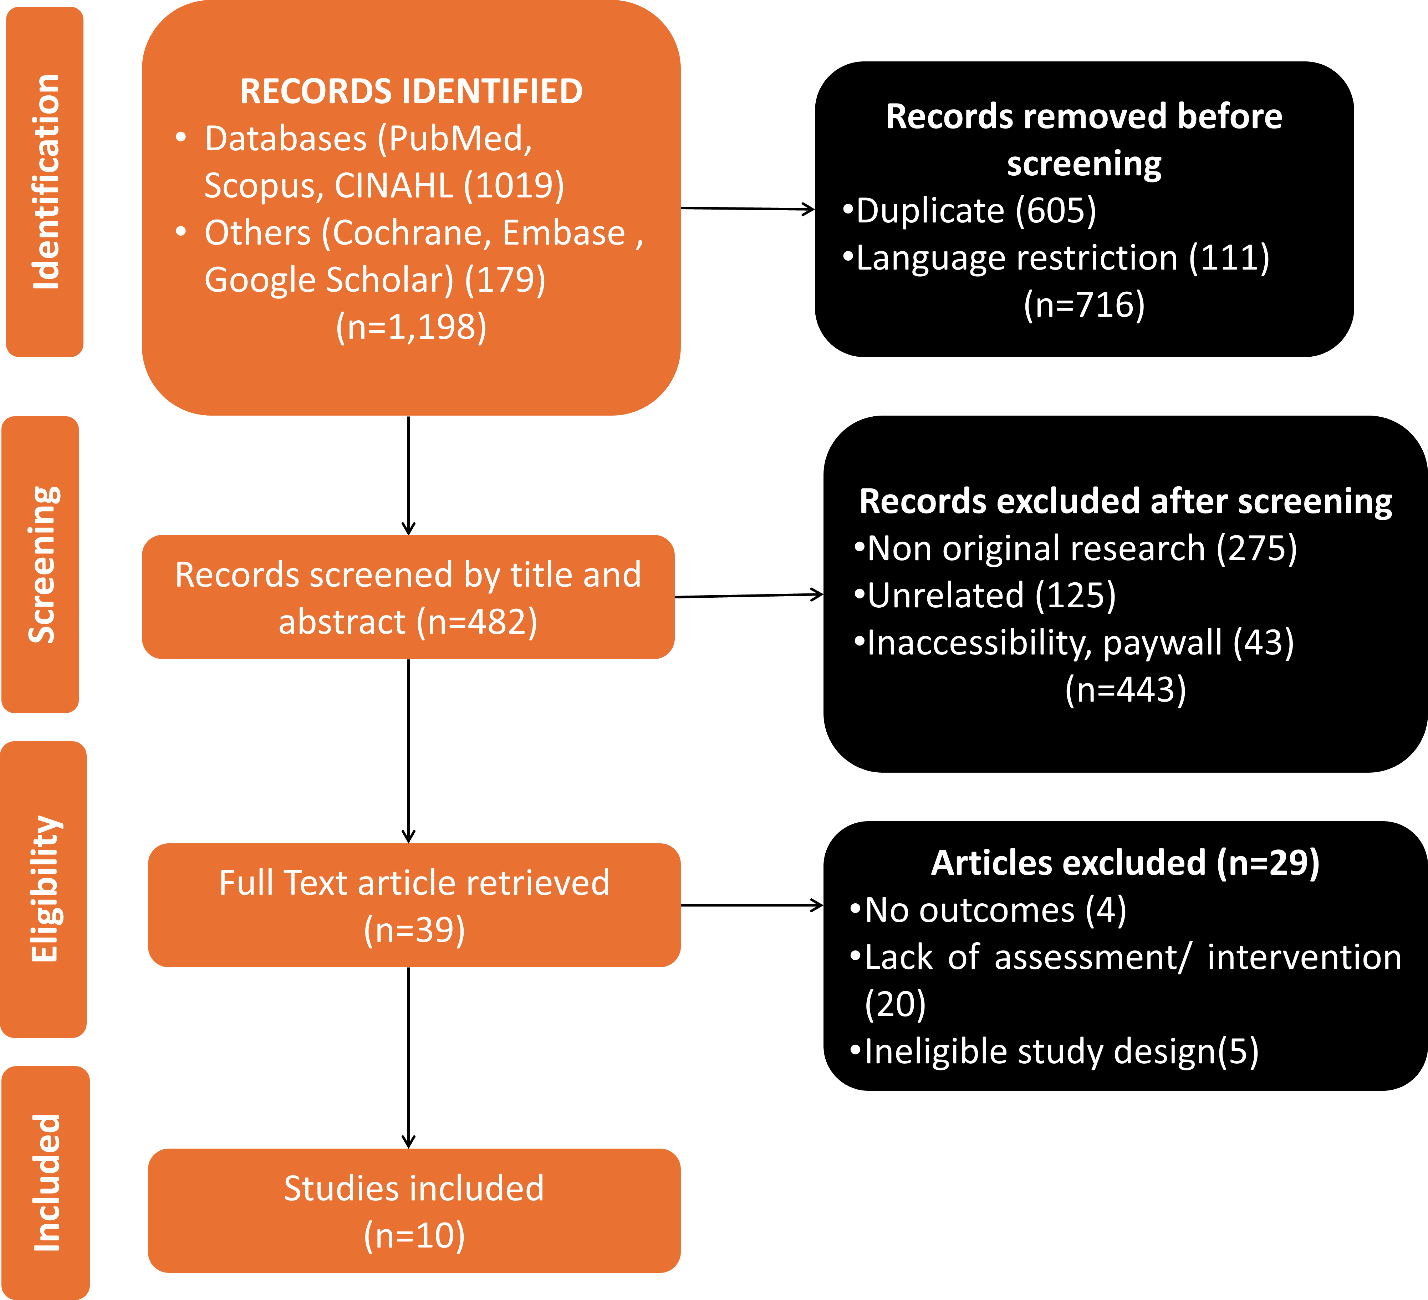 Identification
RECORDS IDENTIFIED
• Databases (PubMed,
Scopus, CINAHL (1019)
• Others (Cochrane, Embase ,
Google Scholar) (179)
(n=1,198)
Records removed before
screening
•Duplicate (605)
•Language restriction (111)
(n=716)
Screening
Records screened by title and
abstract (n=482)
Records excluded after screening
•Non original research (275)
•Unrelated (125)
•Inaccessibility, paywall (43)
(n=443)
Eligibility
Full Text article retrieved
(n=39)
Articles excluded (n=29)
•No outcomes (4)
•Lack of assessment/ intervention
(20)
•Ineligible study design(5)
Included
Studies included
(n=10)